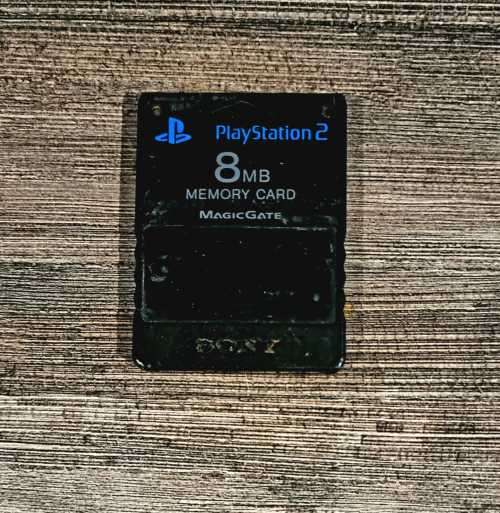 PlayStation 2
8MB
MEMORY CARD
MAGICGATE
SONY